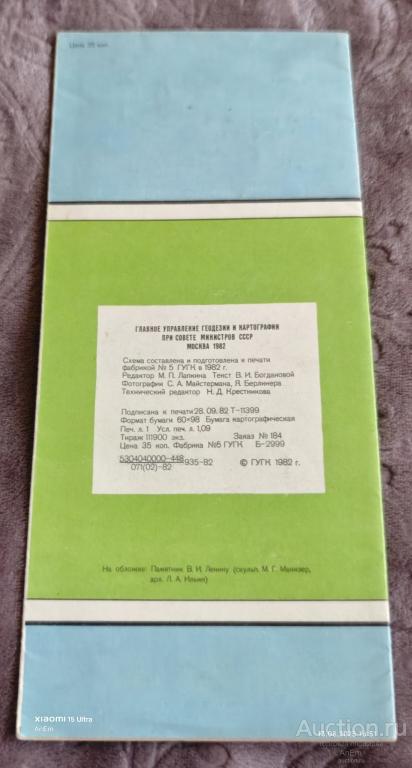 Цена 35 коп.
ГЛАВНОЕ УПРАВЛЕНИЕ ГЕОДЕЗИИ И КАРТОГРАФИИ
ПРИ СОВЕТЕ МИНИСТРОВ СССР
МОСКВА 1982
Схема составлена и подготовлена к печати
фабрикой № 5 ГУГК в 1982 г.
Редактор М. П. Лапкина Текст В. И. Богдановой
Фотографии С. А. Майстермана, Я. Берлинера
Технический редактор Н. Д. Крестникова
Подписана к печати 28. 09. 82 Т-11399
Формат бумаги 60×98 Бумага картографическая
Печ. л. 1 Усл. печ. л. 1,09
Тираж 111900 экз. Заказ № 184
Цена 35 коп. Фабрика №5 ГУГК. Б-2999
5304040000-448
071(02)-82 935-82 © ГУГК 1982 г.
На обложке: Памятник В. И. Ленину (скульп. М. Г. Манизер,
арх. Л. А. Ильин)
xiaomi 15 Ultra
AnEm
Аукцион.ru
AnEm